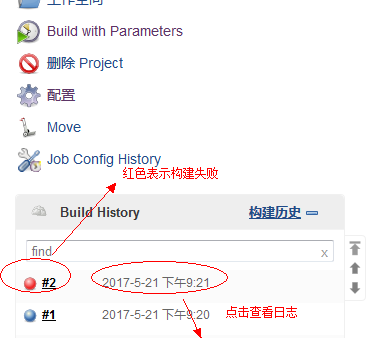 工作空间
Build with Parameters
删除 Project
配置
Move
Job Config History
红色表示构建失败
Build History
构建历史
find
x
#2
2017-5-21 下午9:21
#1
2017-5-21 下午9:20
点击查看日志